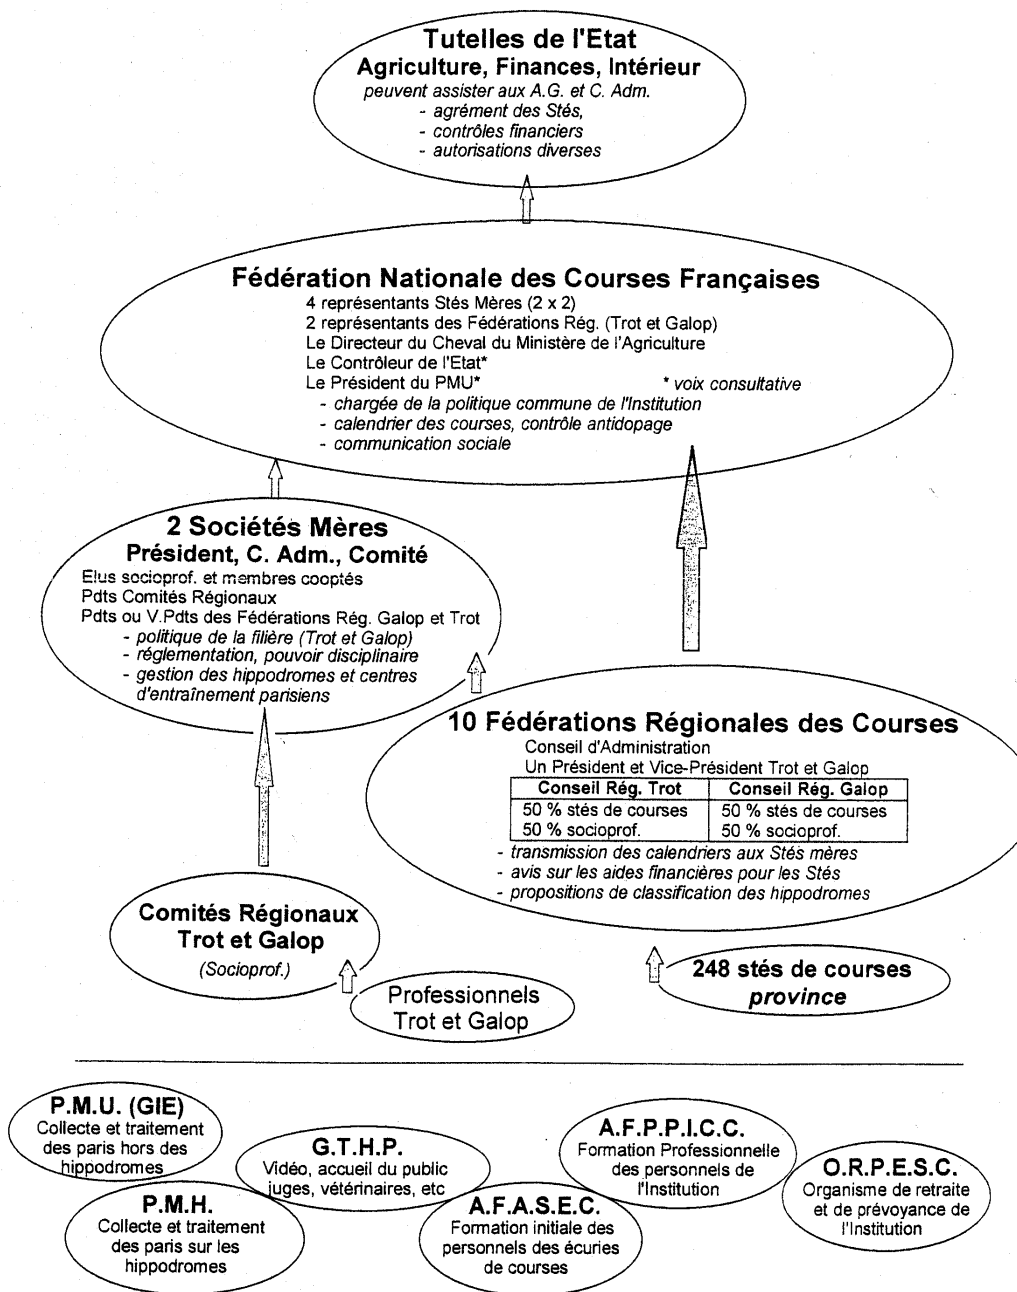 Tutelles de l'Etat
Agriculture, Finances, Intérieur
peuvent assister aux A.G. et C. Adm.
- agrément des Stés,
- contrôles financiers
- autorisations diverses
Fédération Nationale des Courses Françaises
4 représentants Stés Mères (2 x 2)
2 représentants des Fédérations Rég. (Trot et Galop)
Le Directeur du Cheval du Ministère de l'Agriculture
Le Contrôleur de l'Etat*
Le Président du PMU* * voix consultative
- chargée de la politique commune de l'Institution
- calendrier des courses, contrôle antidopage
- communication sociale
2 Sociétés Mères
Président, C. Adm., Comité
Elus socioprof. et membres cooptés
Pdts Comités Régionaux
Pdts ou V.Pdts des Fédérations Rég. Galop et Trot
- politique de la filière (Trot et Galop)
- réglementation, pouvoir disciplinaire
- gestion des hippodromes et centres
d'entraînement parisiens
10 Fédérations Régionales des Courses
Conseil d'Administration
Un Président et Vice-Président Trot et Galop
Conseil Rég. Trot Conseil Rég. Galop
50 % stés de courses 50 % stés de courses
50 % socioprof. 50 % socioprof.
- transmission des calendriers aux Stés mères
- avis sur les aides financières pour les Stés
- propositions de classification des hippodromes
Comités Régionaux
Trot et Galop
(Socioprof.)
Professionnels
Trot et Galop
248 stés de courses
province
P.M.U. (GIE)
Collecte et traitement
des paris hors des
hippodromes
P.M.H.
Collecte et traitement
des paris sur les
hippodromes
G.T.H.P.
Vidéo, accueil du public
juges, vétérinaires, etc
A.F.A.S.E.C.
Formation initiale des
personnels des écuries
de courses
A.F.P.P.I.C.C.
Formation Professionnelle
des personnels de
l'Institution
O.R.P.E.S.C.
Organisme de retraite
et de prévoyance de
l'Institution